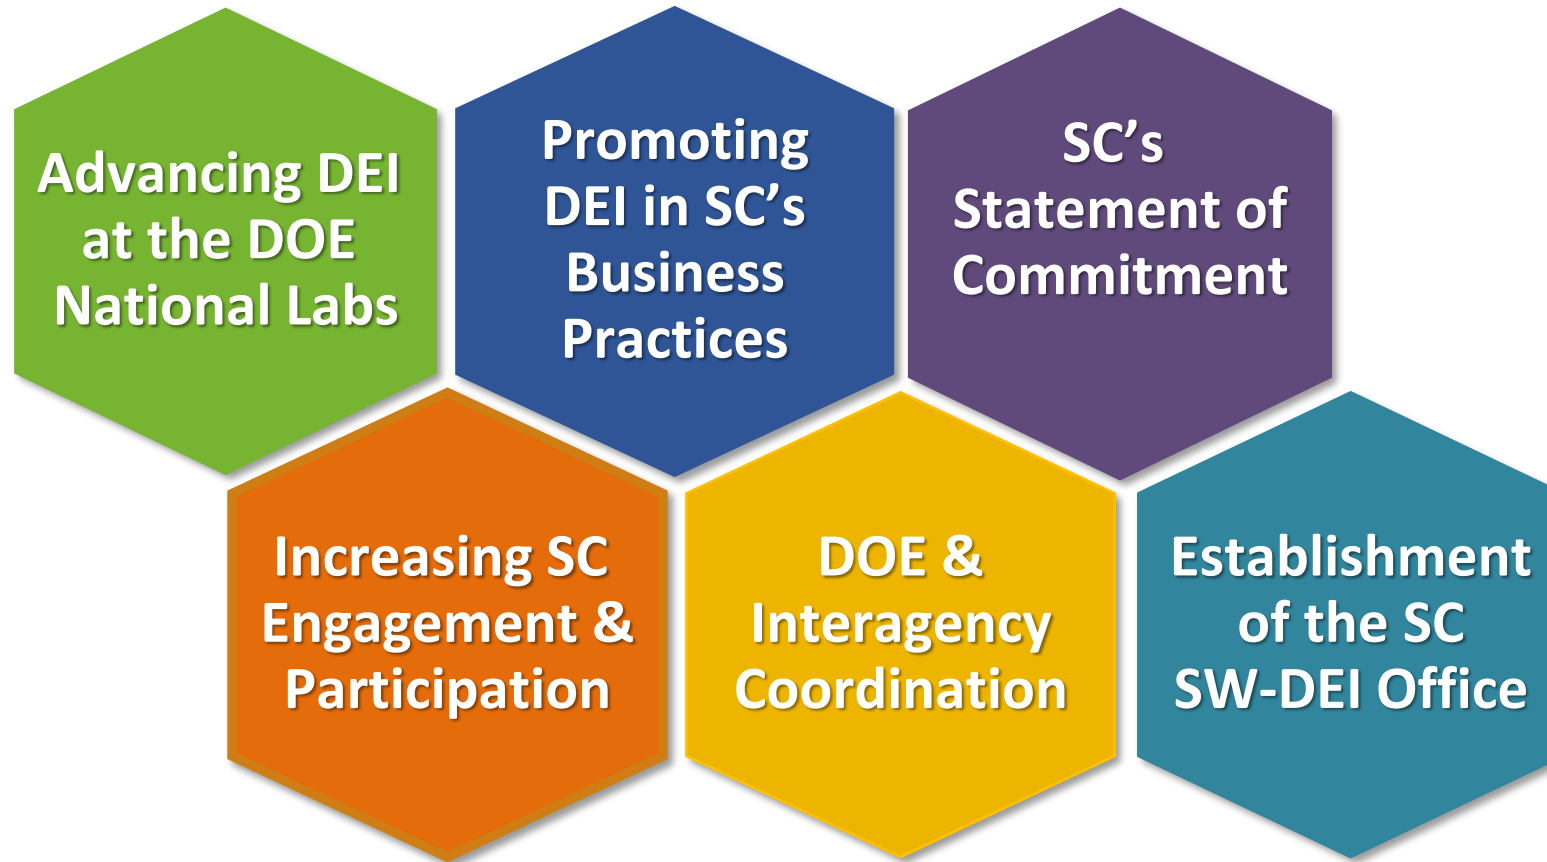 Advancing DEI
at the DOE
National Labs
Promoting
DEI in SC’s
Business
Practices
SC’s
Statement of
Commitment
Increasing SC
Engagement &
Participation
DOE &
Interagency
Coordination
Establishment
of the SC
SW-DEI Office